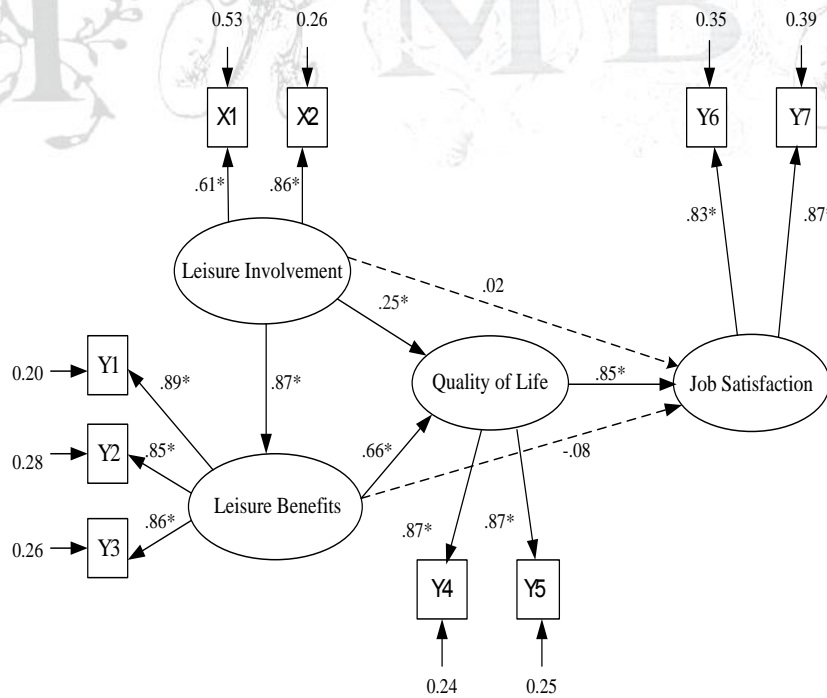 0.53
0.26
0.35
0.39
X1
X2
Y6
Y7
.61*
.86*
.83*
.87*
Leisure Involvement
.02
.25*
Y1
0.20
.89*
.87*
Quality of Life
.85*
Job Satisfaction
Y2
0.28
.85*
.66*
-.08
Leisure Benefits
Y3
0.26
.86*
.87*
.87*
Y4
Y5
0.24
0.25